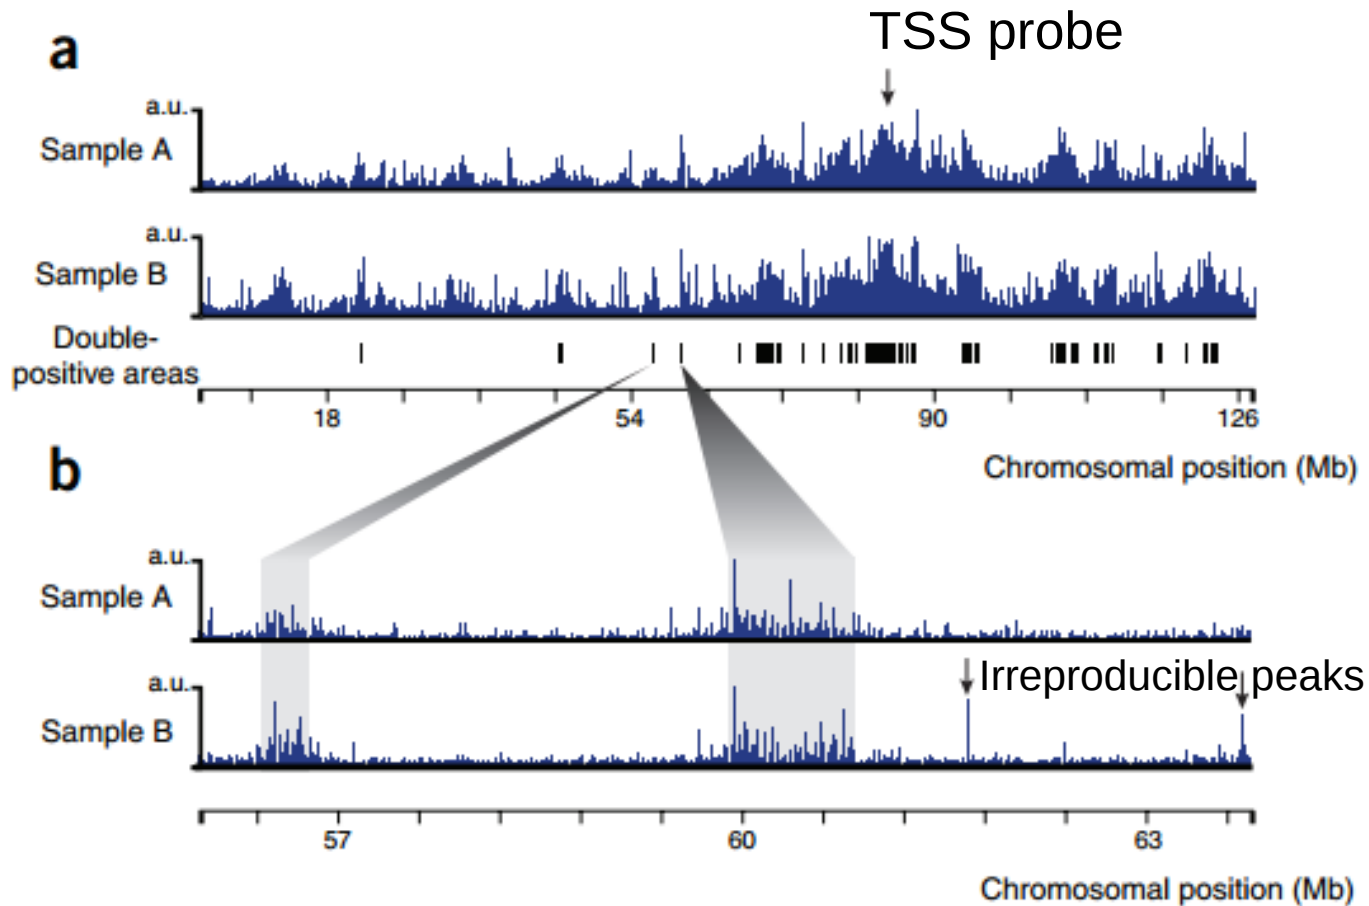 a
TSS probe
a.u.
Sample A
a.u.
Sample B
Double-
positive areas
18 54 90 126
Chromosomal position (Mb)
b
a.u.
Sample A
Irreproducible peaks
a.u.
Sample B
57 60 63
Chromosomal position (Mb)